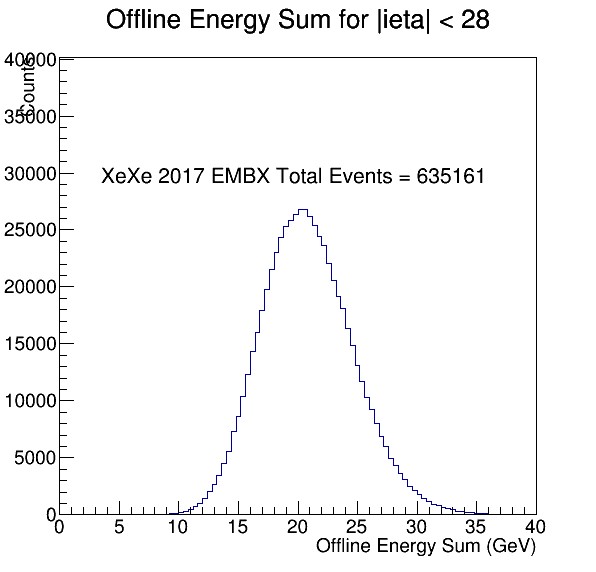 Offline Energy Sum for |ieta| < 28
Counts
40000
35000
30000
25000
20000
15000
10000
5000
0
XeXe 2017 EMBX Total Events = 635161
0 5 10 15 20 25 30 35 40
Offline Energy Sum (GeV)